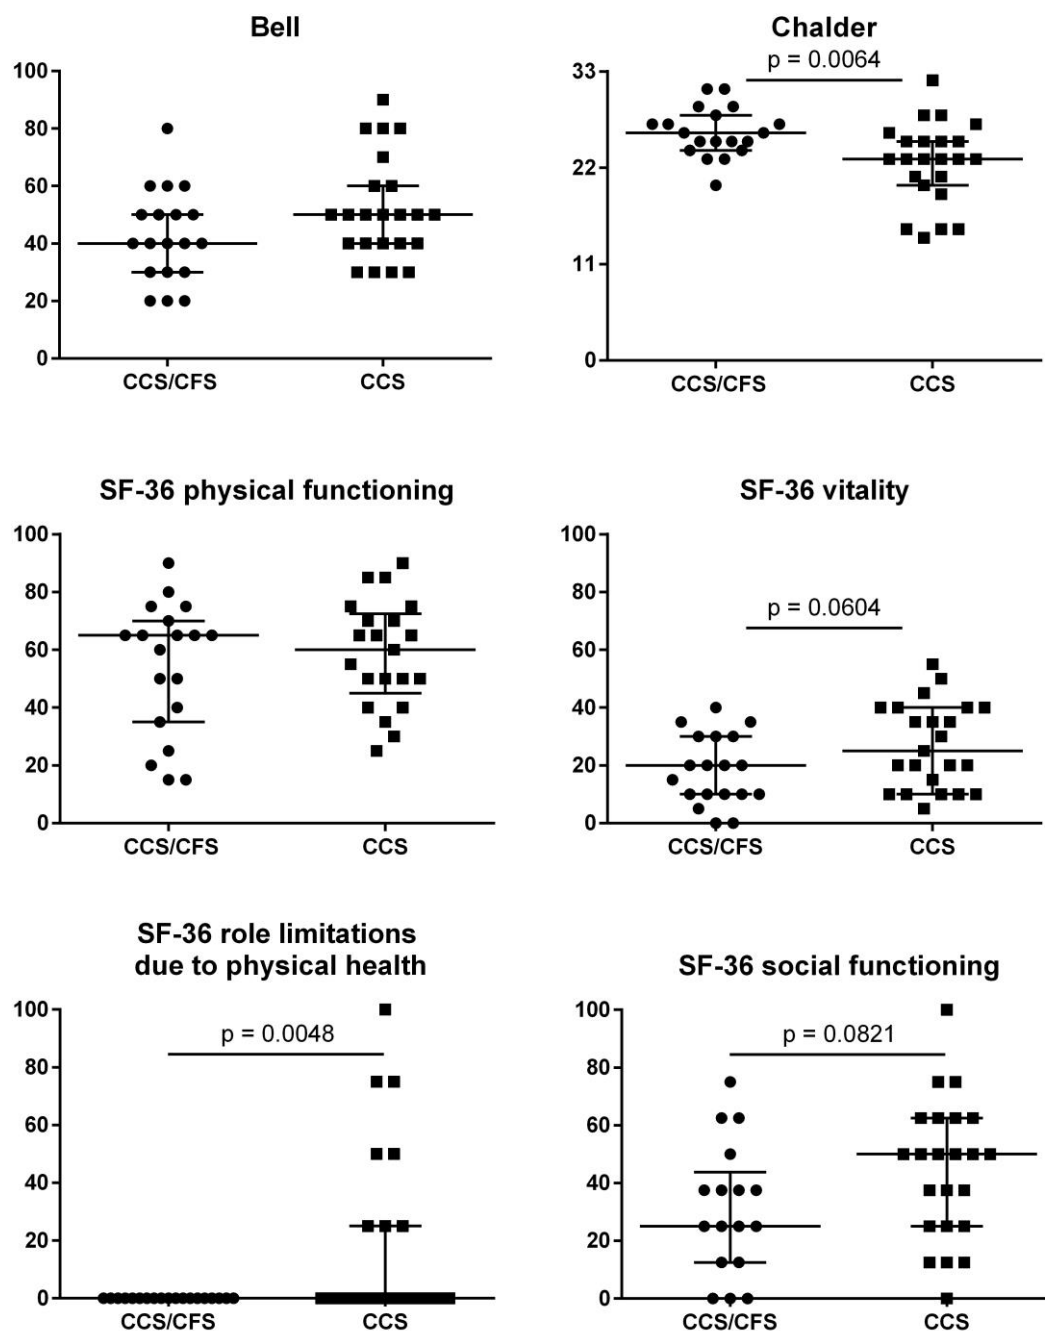 Bell
100
80
60
40
20
0
CCS/CFS
CCS
Chalder
p = 0.0064
33
22
11
0
CCS/CFS
CCS
SF-36 physical functioning
100
80
60
40
20
0
CCS/CFS
CCS
SF-36 vitality
100
80
p = 0.0604
60
40
20
0
CCS/CFS
CCS
SF-36 role limitations
due to physical health
100
p = 0.0048
80
60
40
20
0
CCS/CFS
CCS
SF-36 social functioning
100
p = 0.0821
80
60
40
20
0
CCS/CFS
CCS